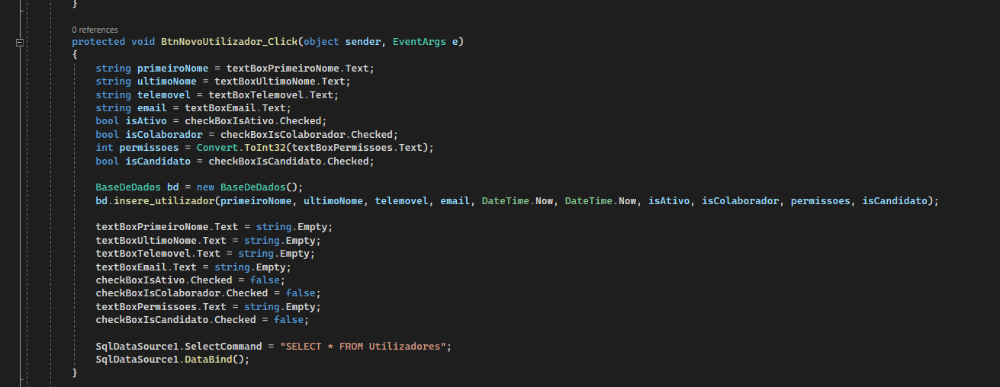 }
0 references
protected void BtnNovoUtilizador_Click(object sender, EventArgs e)
{
string primeiroNome = textBoxPrimeiroNome.Text;
string ultimoNome = textBoxUltimoNome.Text;
string telemovel = textBoxTelemovel.Text;
string email = textBoxEmail.Text;
bool isAtivo = checkBoxIsAtivo.Checked;
bool isColaborador = checkBoxIsColaborador.Checked;
int permissoes = Convert.ToInt32(textBoxPermissoes.Text);
bool isCandidato = checkBoxIsCandidato.Checked;
BaseDeDados bd = new BaseDeDados();
bd.insere_utilizador(primeiroNome, ultimoNome, telemovel, email, DateTime.Now, DateTime.Now, isAtivo, isColaborador, permissoes, isCandidato);
textBoxPrimeiroNome.Text = string.Empty;
textBoxUltimoNome.Text = string.Empty;
textBoxTelemovel.Text = string.Empty;
textBoxEmail.Text = string.Empty;
checkBoxIsAtivo.Checked = false;
checkBoxIsColaborador.Checked = false;
textBoxPermissoes.Text = string.Empty;
checkBoxIsCandidato.Checked = false;
SqlDataSource1.SelectCommand = "SELECT * FROM Utilizadores";
SqlDataSource1.DataBind();
}